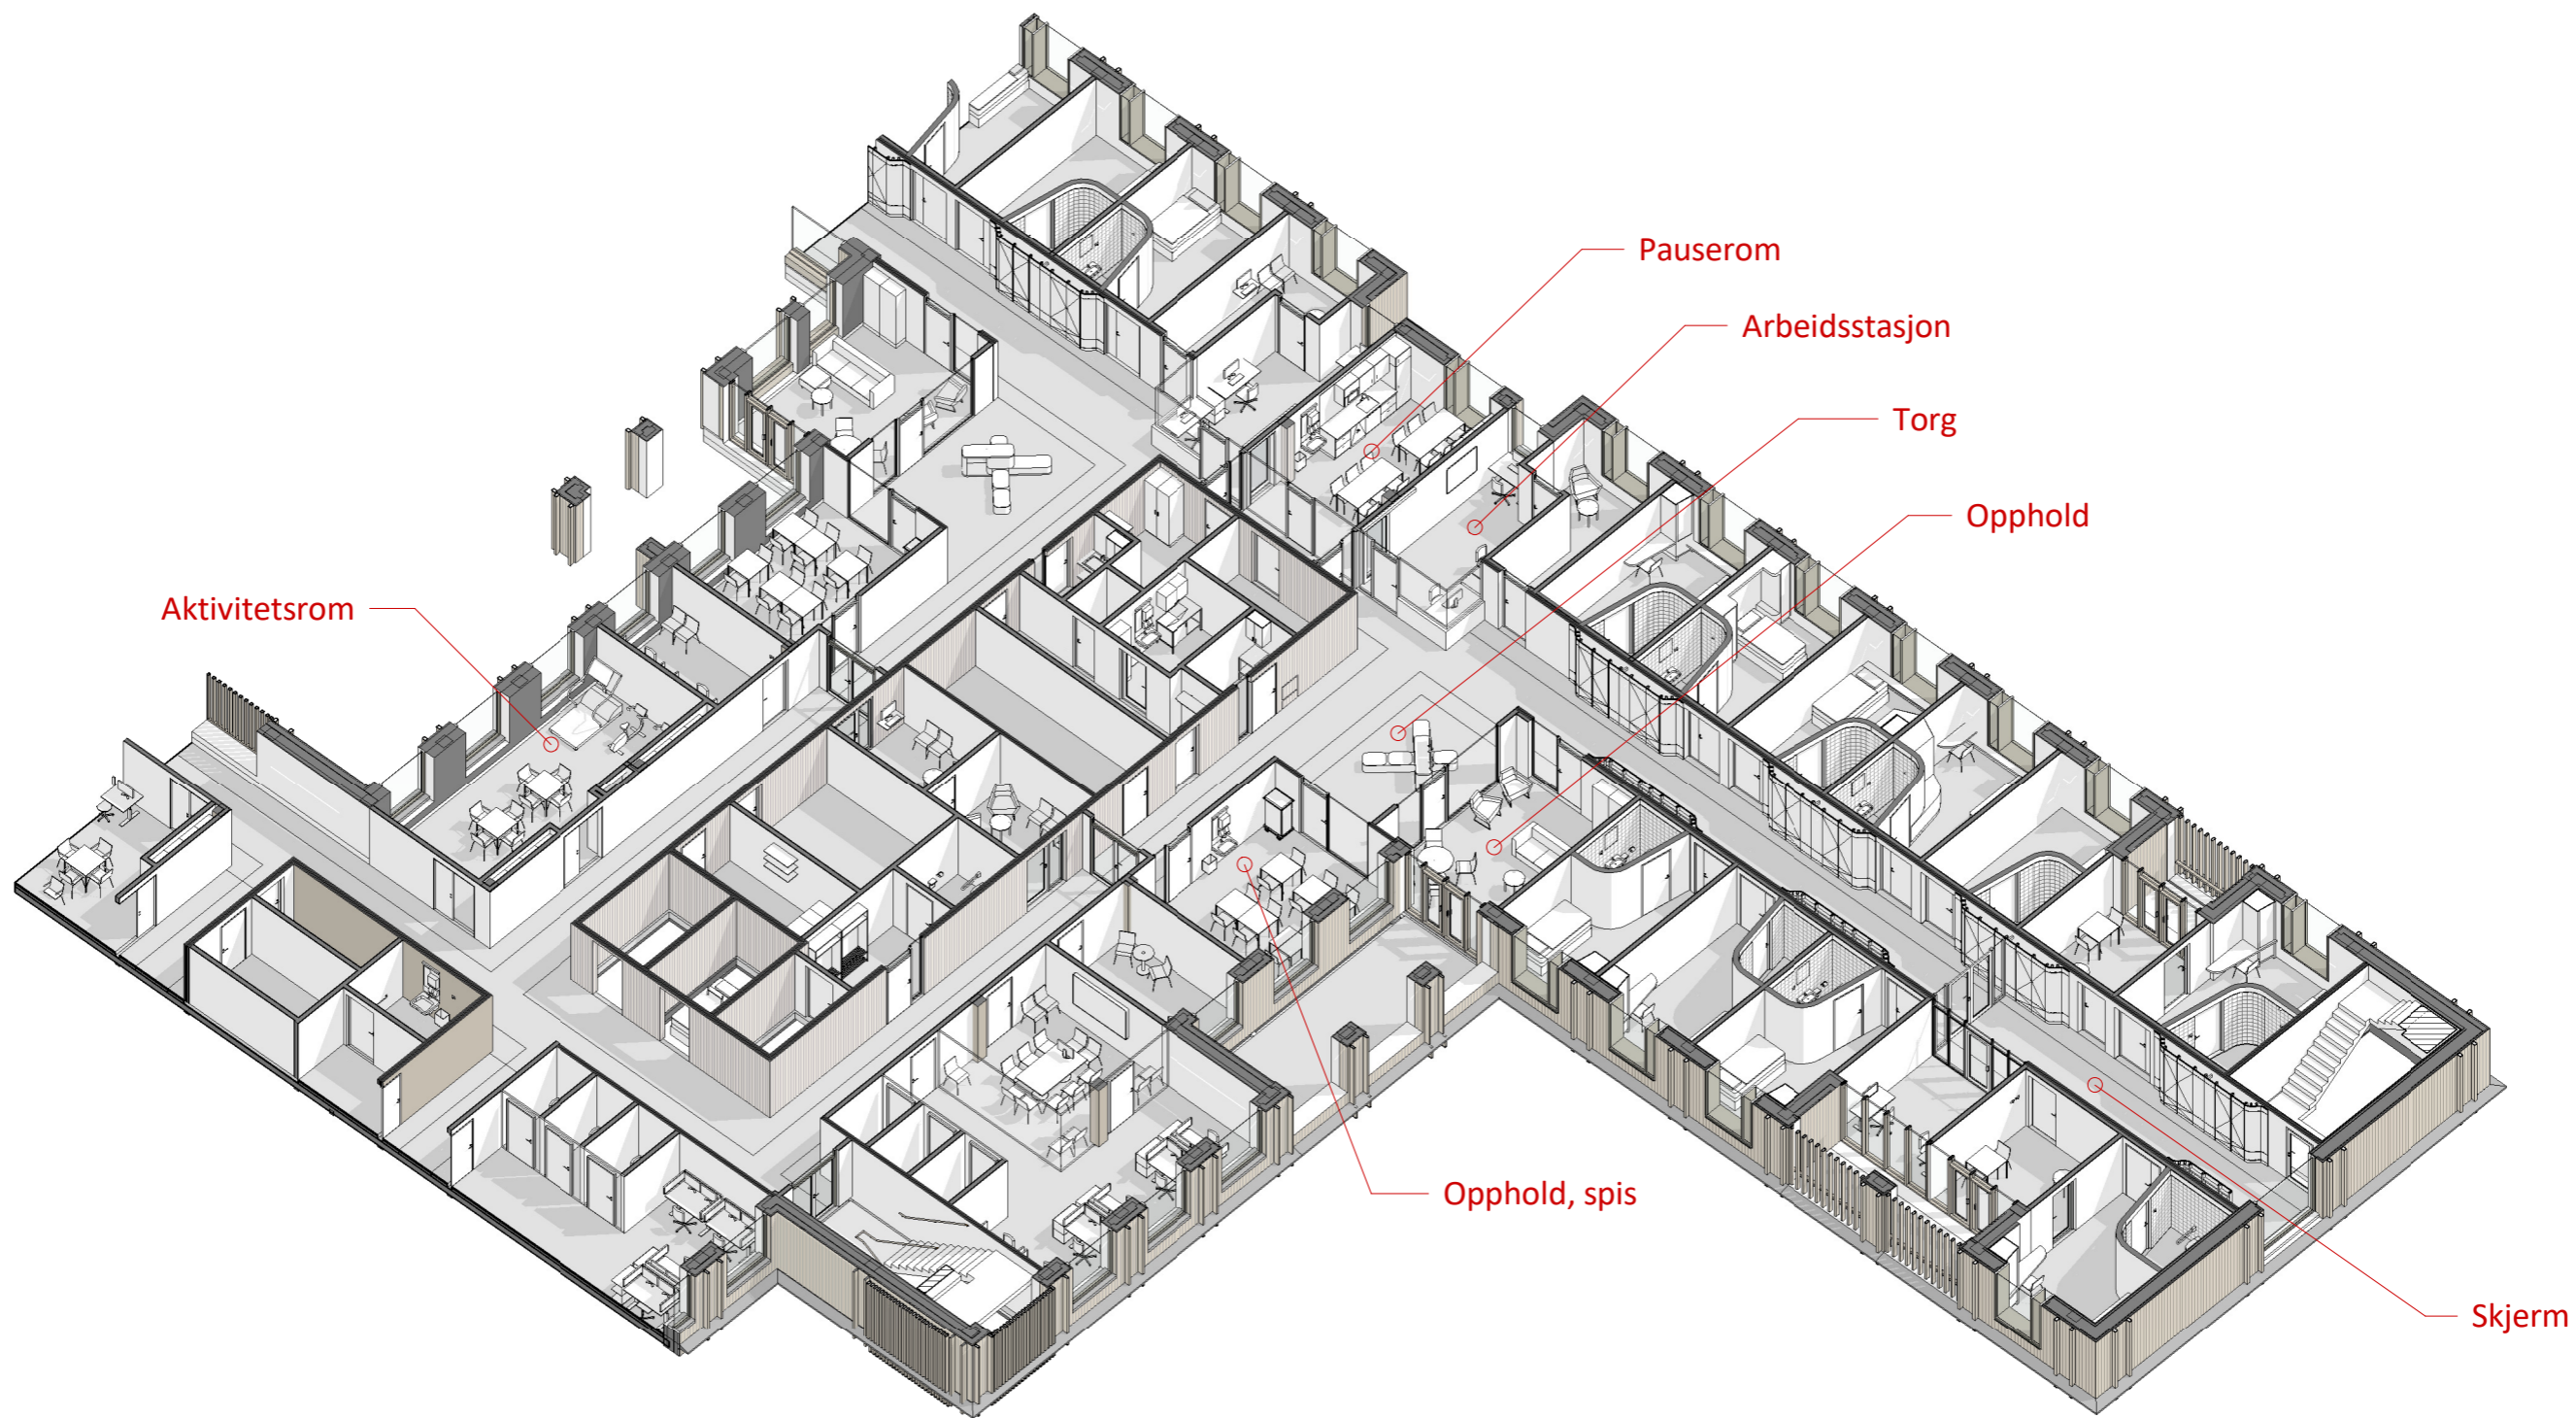 Pauserom
Arbeidsstasjon
Torg
Opphold
Aktivitetsrom
Opphold, spis
Skjerm